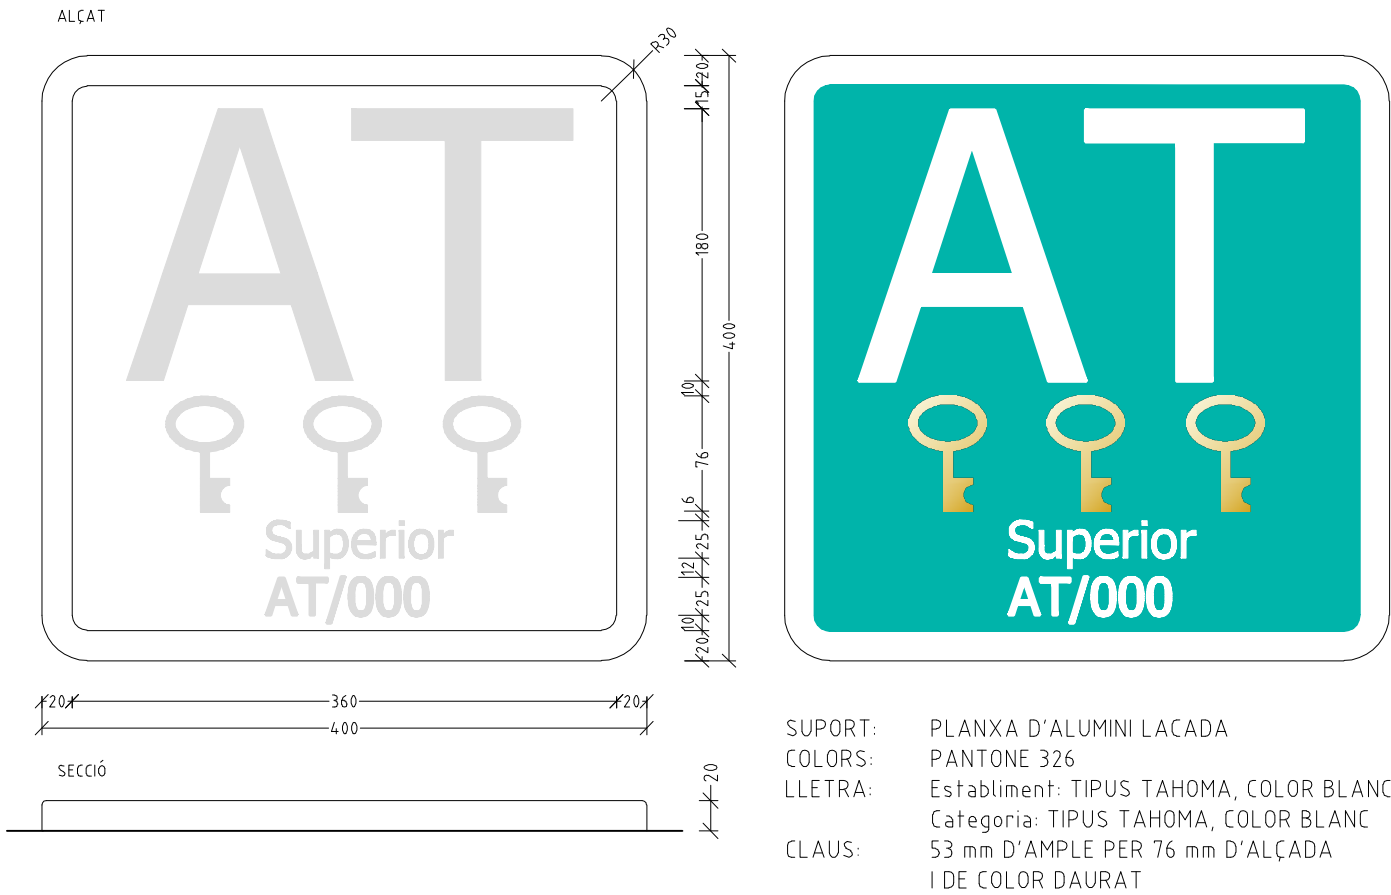 ALÇAT
R30
AT
Superior
AT/000
20
15
180
10
76
6
25
12
25
10
20
400
20
360
20
400
SECCIÓ
20
AT
Superior
AT/000
SUPORT: PLANXA D'ALUMINI LACADA
COLORS: PANTONE 326
LLETRA: Establiment: TIPUS TAHOMA, COLOR BLANC
Categoria: TIPUS TAHOMA, COLOR BLANC
CLAUS: 53 mm D'AMPLE PER 76 mm D'ALÇADA
I DE COLOR DAURAT